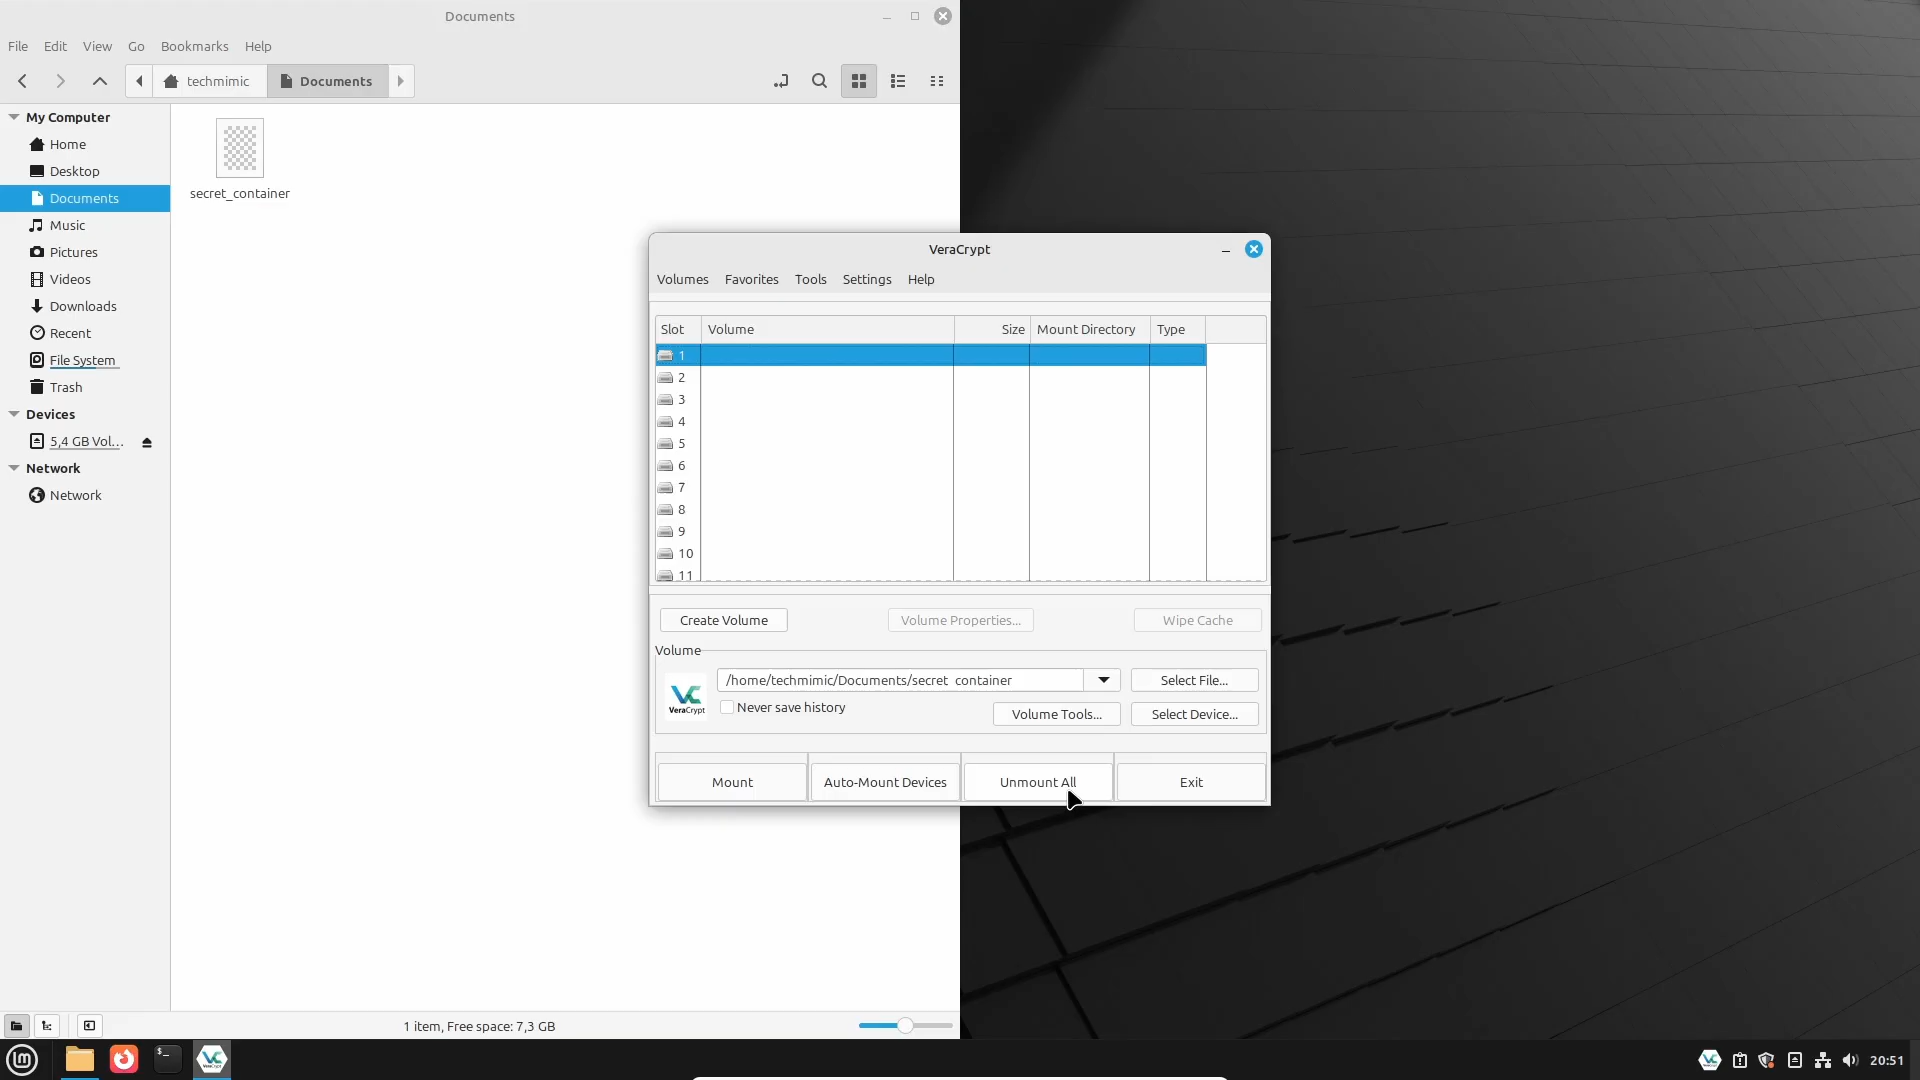 Documents
File Edit View Go Bookmarks Help
techmimic Documents
My Computer
Home
Desktop
Documents
Music
Pictures
Videos
Downloads
Recent
File System
Trash
Devices
5,4 GB Vol...
Network
Network
secret_container
1 item, Free space: 7,3 GB
VeraCrypt
Volumes Favorites Tools Settings Help
Slot Volume Size Mount Directory Type
1
2
3
4
5
6
7
8
9
10
11
Create Volume Volume Properties... Wipe Cache
Volume
VeraCrypt
/home/techmimic/Documents/secret_container Select File...
Never save history Volume Tools... Select Device...
Mount Auto-Mount Devices Unmount All Exit
20:51